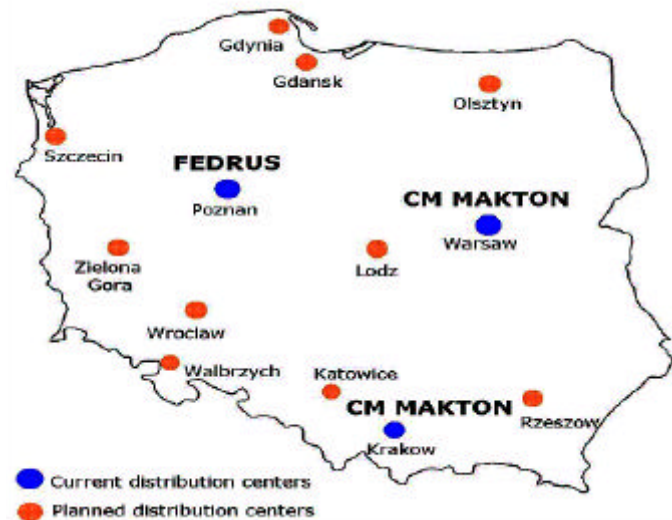 Gdynia
Gdansk
Olsztyn
Szczecin
FEDRUS
Poznan
CM MAKTON
Warsaw
Zielona
Gora
Lodz
Wroclaw
Walbrzych
Katowice
CM MAKTON
Krakow
Rzeszow
Current distribution centers
Planned distribution centers